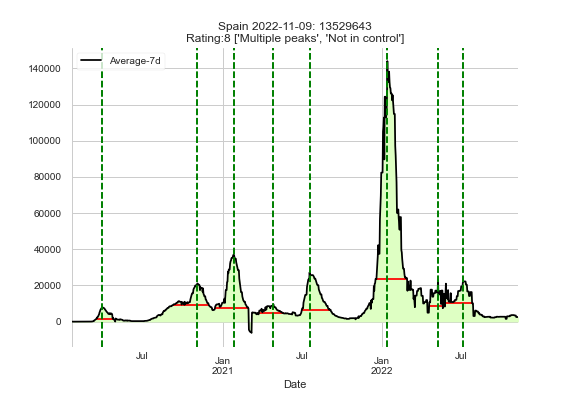 Spain 2022-11-09: 13529643
Rating:8 ['Multiple peaks', 'Not in control']
Average-7d
140000
120000
100000
80000
60000
40000
20000
0
Jul
Jan
2021
Jul
Jan
2022
Jul
Date